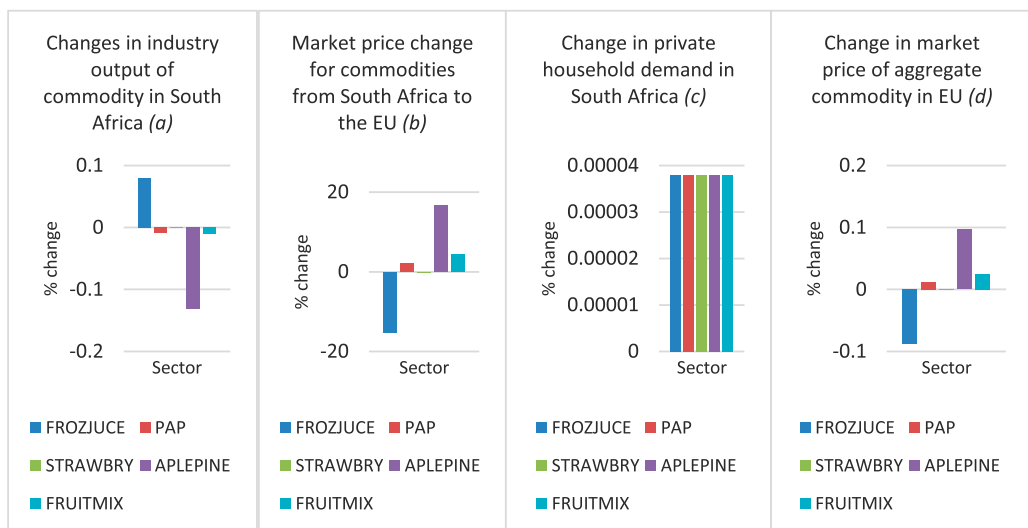 Changes in industry
output of
commodity in South
Africa (a)
0.1
0
-0.1
-0.2
% change
Sector
FROZJUCE PAP
STRAWBRY APLEPINE
FRUITMIX
Market price change
for commodities
from South Africa to
the EU (b)
20
0
-20
% change
Sector
FROZJUCE PAP
STRAWBRY APLEPINE
FRUITMIX
Change in private
household demand in
South Africa (c)
0.00004
0.00003
0.00002
0.00001
0
% change
Sector
FROZJUCE PAP
STRAWBRY APLEPINE
FRUITMIX
Change in market
price of aggregate
commodity in EU (d)
0.2
0.1
0
-0.1
% change
Sector
FROZJUCE PAP
STRAWBRY APLEPINE
FRUITMIX